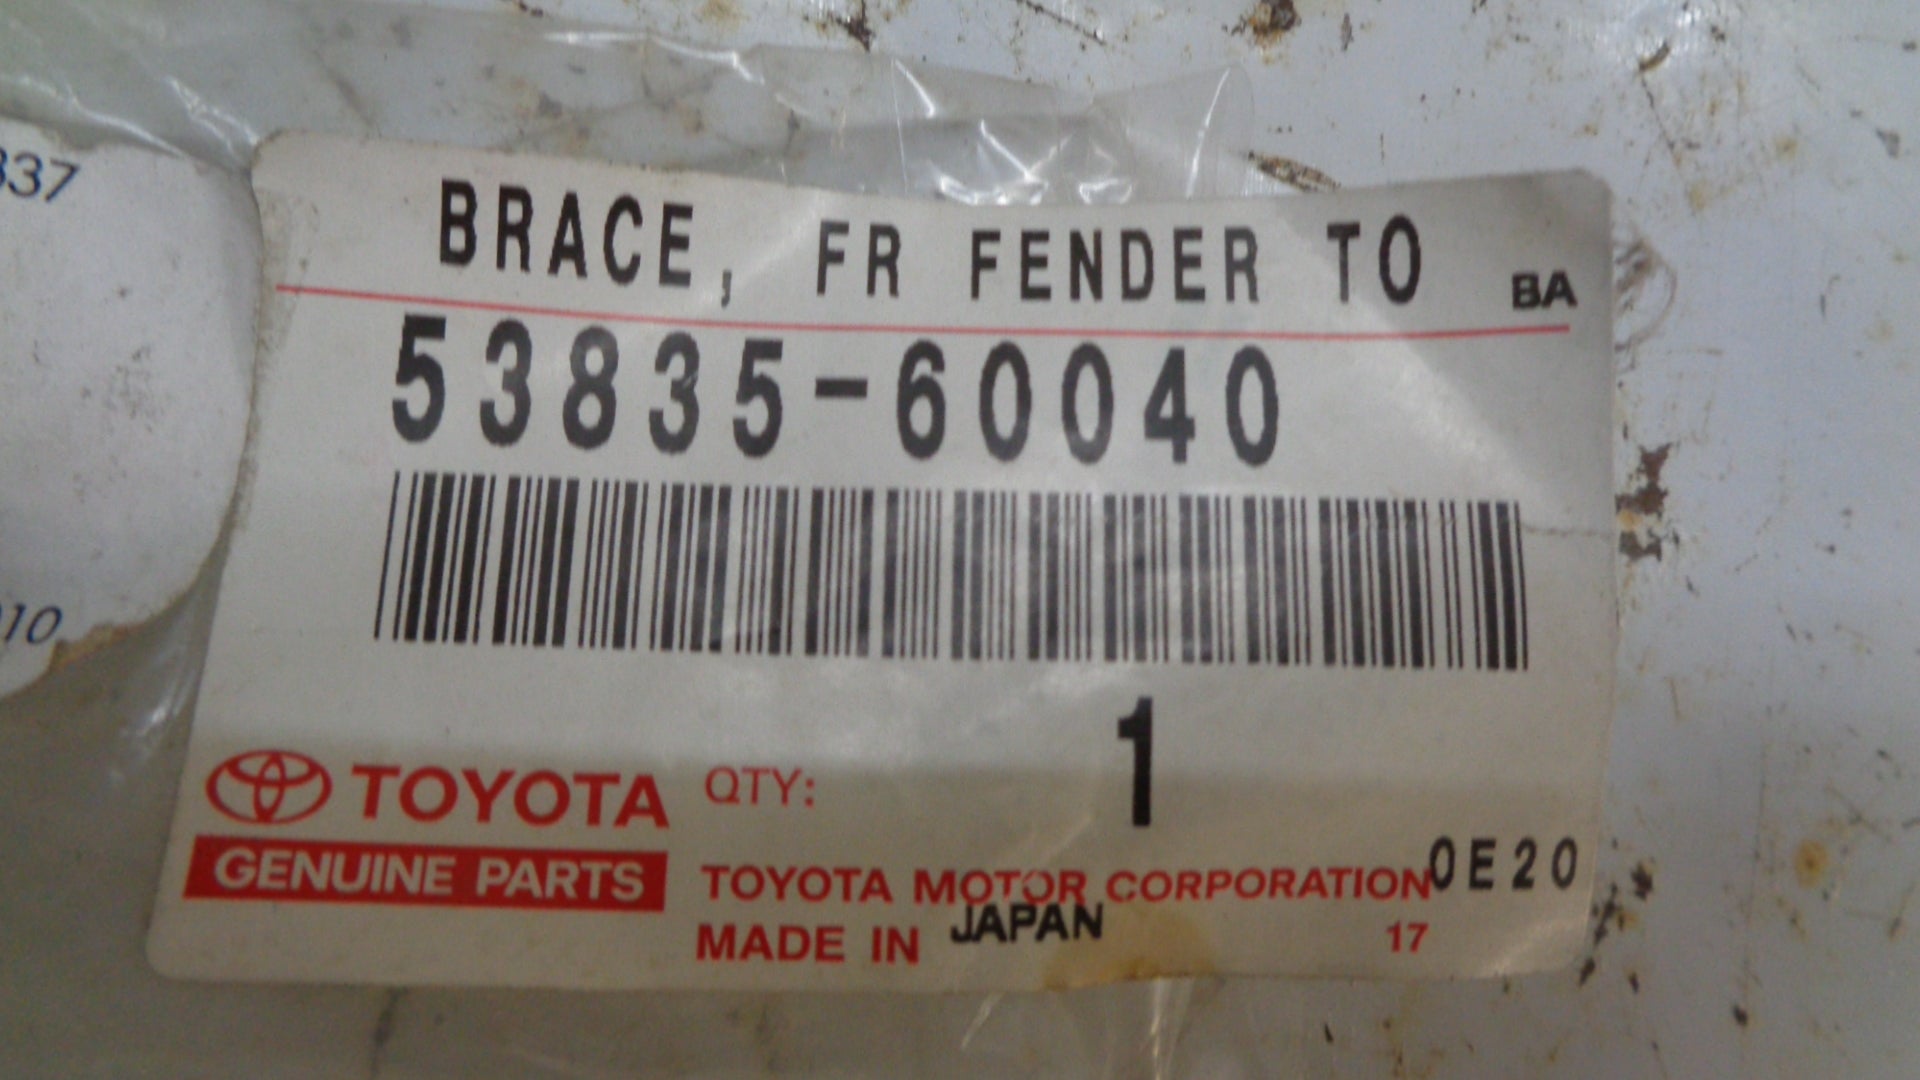 337
BRACE, FR FENDER TO BA
53835-60040
1
TOYOTA QTY:
GENUINE PARTS
TOYOTA MOTOR CORPORATION 0E20
MADE IN JAPAN 17
010